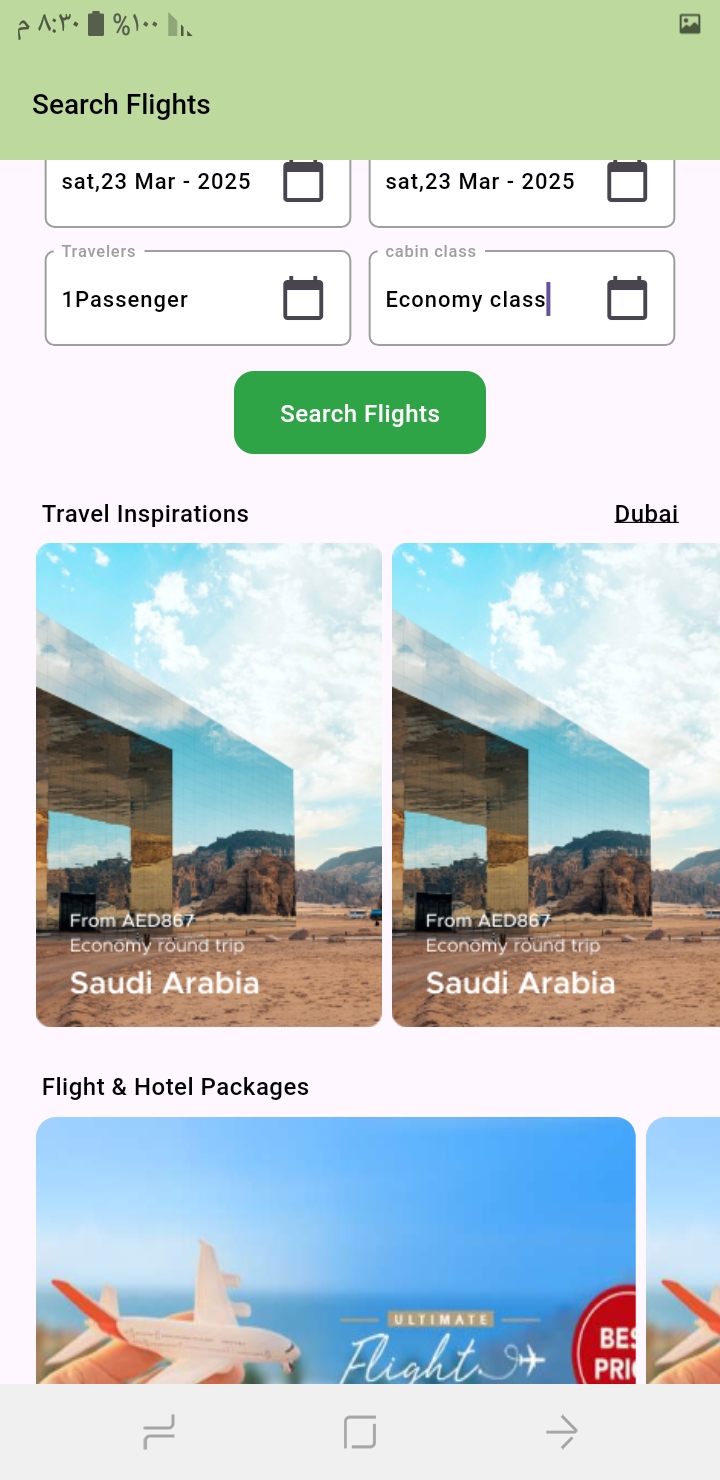 م ٨:٣٠ %١٠٠
Search Flights
sat,23 Mar - 2025 sat,23 Mar - 2025
Travelers cabin class
1Passenger Economy class
Search Flights
Travel Inspirations Dubai
From AED867 From AED867
Economy round trip Economy round trip
Saudi Arabia Saudi Arabia
Flight & Hotel Packages
ULTIMATE
Flight